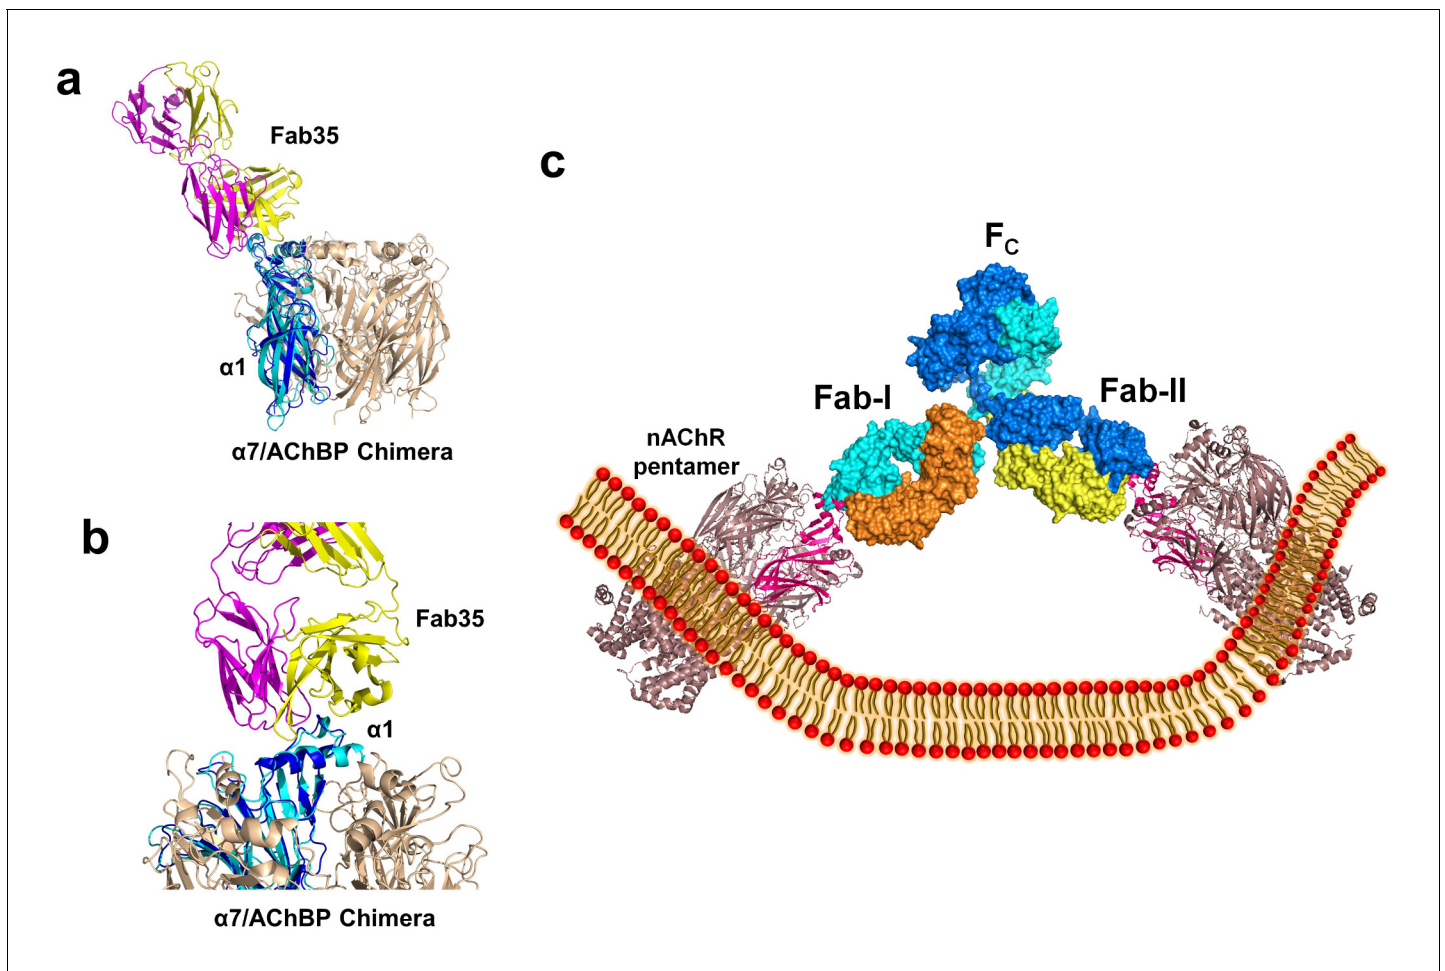 a
Fab35
α1
α7/AChBP Chimera
b
Fab35
α1
α7/AChBP Chimera
c
FC
Fab-I
Fab-II
nAChR
pentamer